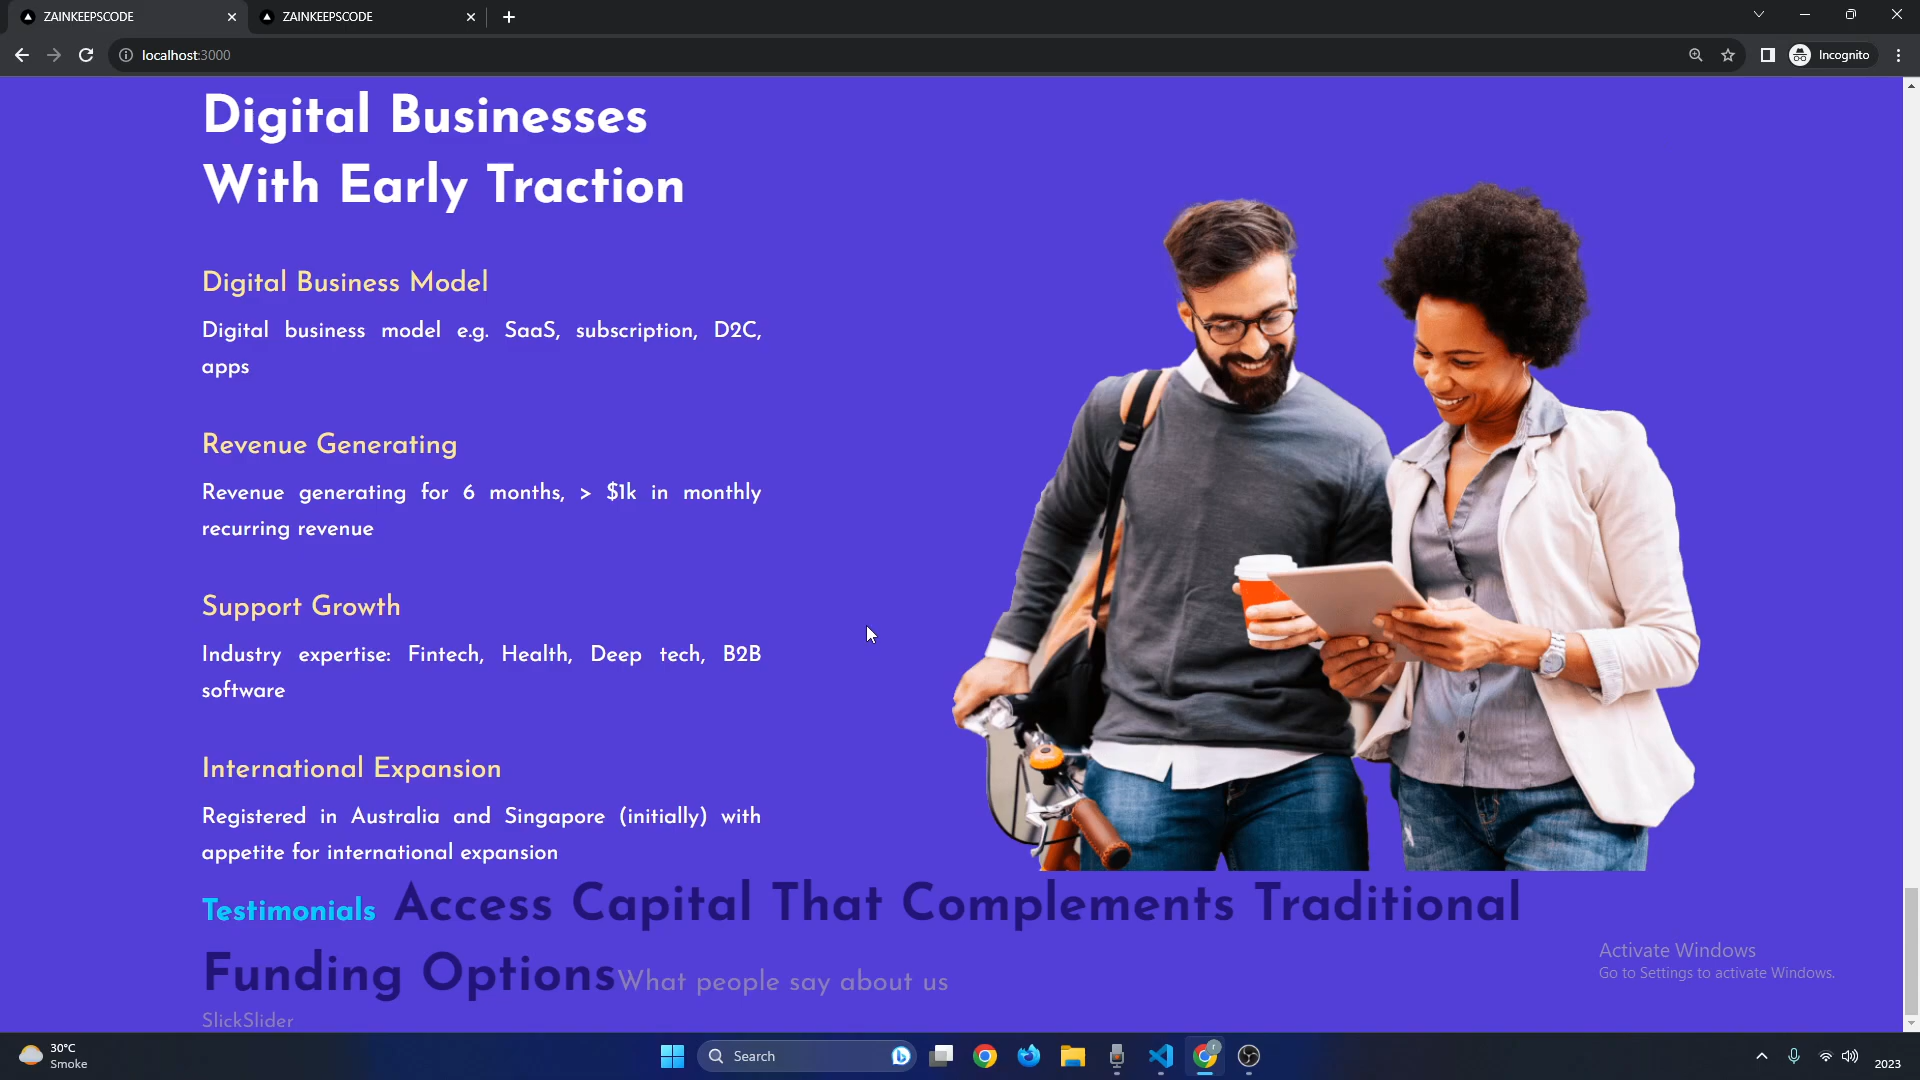 ZAINKEEPSCODE
ZAINKEEPSCODE
localhost:3000
Incognito
Digital Businesses
With Early Traction
Digital Business Model
Digital business model e.g. SaaS, subscription, D2C,
apps
Revenue Generating
Revenue generating for 6 months, > $1k in monthly
recurring revenue
Support Growth
Industry expertise: Fintech, Health, Deep tech, B2B
software
International Expansion
Registered in Australia and Singapore (initially) with
appetite for international expansion
Testimonials Access Capital That Complements Traditional
Funding OptionsWhat people say about us
SlickSlider
Activate Windows
Go to Settings to activate Windows.
30°C
Smoke
Search
2023